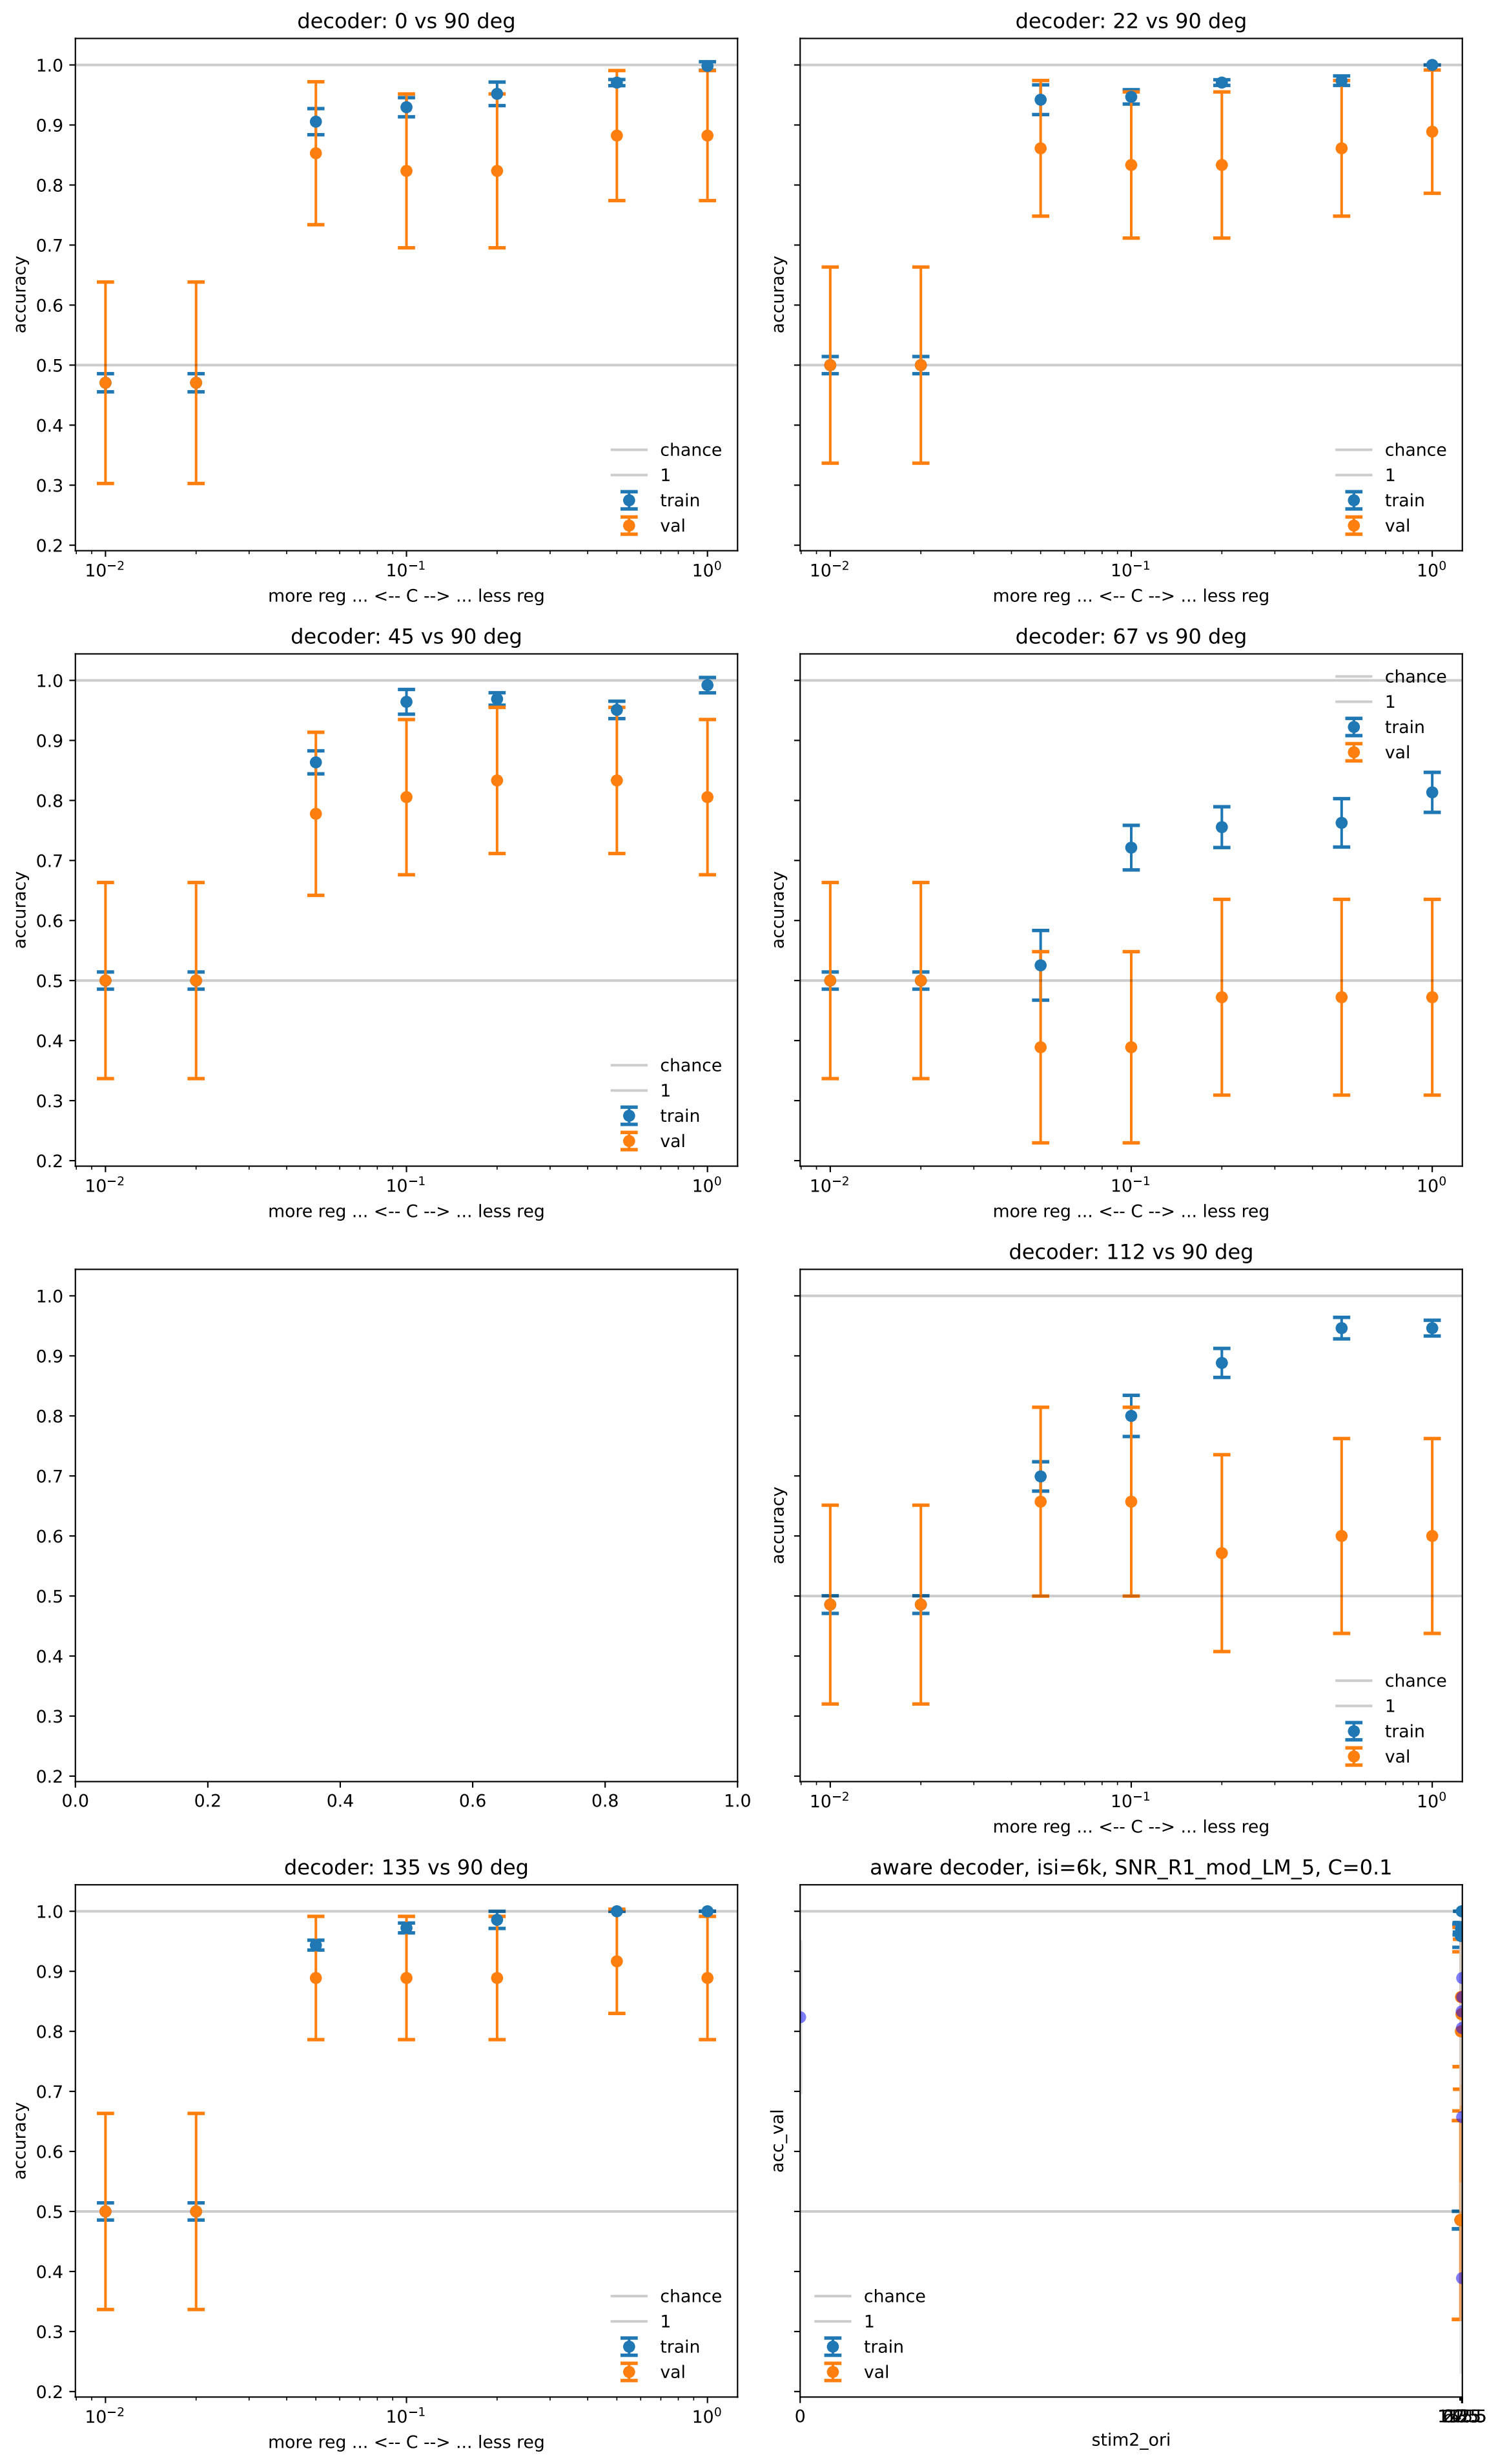 decoder: 0 vs 90 deg
1.0
0.9
0.8
0.7
0.6
0.5
0.4
0.3
0.2
accuracy
chance
1
train
val
10⁻² 10⁻¹ 10⁰
more reg ... <-- C --> ... less reg
decoder: 22 vs 90 deg
accuracy
chance
1
train
val
10⁻² 10⁻¹ 10⁰
more reg ... <-- C --> ... less reg
decoder: 45 vs 90 deg
1.0
0.9
0.8
0.7
0.6
0.5
0.4
0.3
0.2
accuracy
chance
1
train
val
10⁻² 10⁻¹ 10⁰
more reg ... <-- C --> ... less reg
decoder: 67 vs 90 deg
chance
1
train
val
accuracy
10⁻² 10⁻¹ 10⁰
more reg ... <-- C --> ... less reg
1.0
0.9
0.8
0.7
0.6
0.5
0.4
0.3
0.2
0.0 0.2 0.4 0.6 0.8 1.0
decoder: 112 vs 90 deg
accuracy
chance
1
train
val
10⁻² 10⁻¹ 10⁰
more reg ... <-- C --> ... less reg
decoder: 135 vs 90 deg
1.0
0.9
0.8
0.7
0.6
0.5
0.4
0.3
0.2
accuracy
chance
1
train
val
10⁻² 10⁻¹ 10⁰
more reg ... <-- C --> ... less reg
aware decoder, isi=6k, SNR_R1_mod_LM_5, C=0.1
acc_val
chance
1
train
val
0
stim2_ori